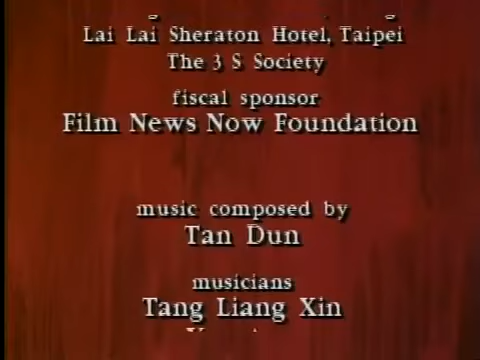 Lai Lai Sheraton Hotel, Taipei
The 3 S Society
fiscal sponsor
Film News Now Foundation
music composed by
Tan Dun
musicians
Tang Liang Xin